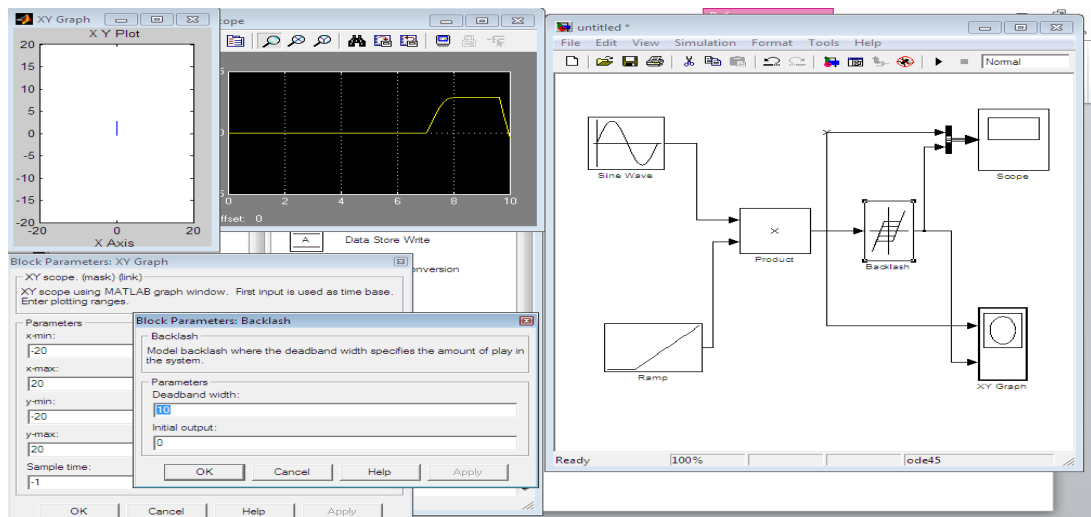 XY Graph
X Y Plot
20
15
10
5
0
-5
-10
-15
-20
-20
0
20
X Axis
0
2
4
6
8
10
0
untitled *
File Edit View Simulation Format Tools Help
Normal
Sine Wave
Product
Ramp
Backlash
Scope
XY Graph
Ready
100%
ode45
A
Data Store Write
Block Parameters: XY Graph
XY scope. (mask) (link)
XY scope using MATLAB graph window. First input is used as time base.
Enter plotting ranges.
Parameters
x-min:
-20
x-max:
20
y-min:
-20
y-max:
20
Sample time:
-1
OK
Cancel
Help
Apply
Block Parameters: Backlash
Backlash
Model backlash where the deadband width specifies the amount of play in
the system.
Parameters
Deadband width:
10
Initial output:
0
OK
Cancel
Help
Apply